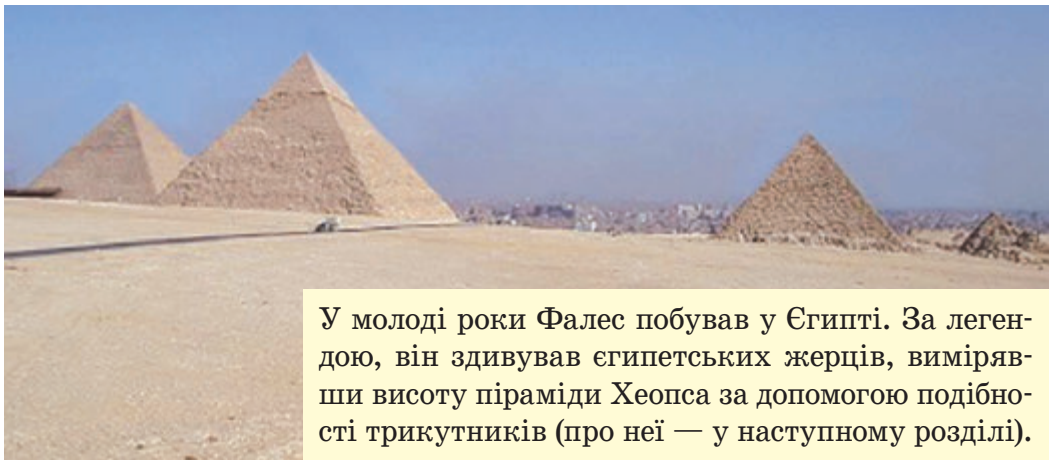 У молоді роки Фалес побував у Єгипті. За леген-
дою, він здивував єгипетських жерців, виміряв-
ши висоту піраміди Хеопса за допомогою подібно-
сті трикутників (про неї — у наступному розділі).